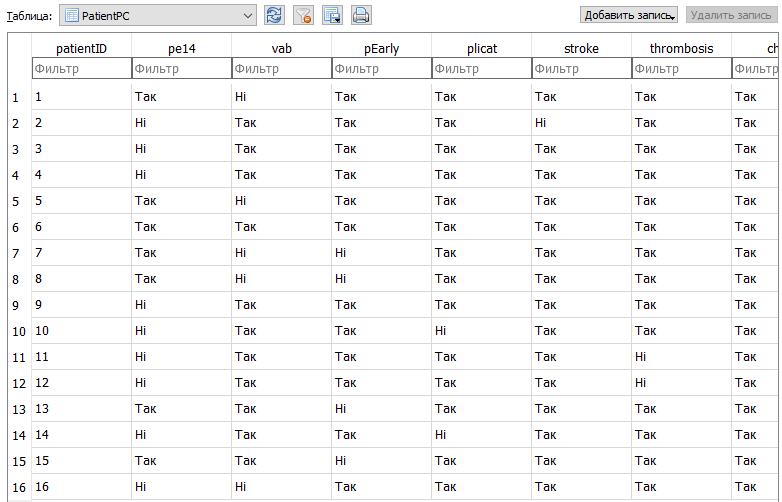 Таблица: PatientPC Добавить запись Удалить запись
patientID pe14 vab pEarly plicat stroke thrombosis ch
Фильтр Фильтр Фильтр Фильтр Фильтр Фильтр Фильтр Фильтр
1 1 Так Ні Так Так Так Так Так
2 2 Ні Так Так Так Ні Так Так
3 3 Ні Так Так Так Так Так Так
4 4 Ні Так Так Так Так Так Так
5 5 Так Ні Так Так Так Так Так
6 6 Так Так Так Так Так Так Так
7 7 Так Ні Ні Так Так Так Так
8 8 Так Ні Ні Так Так Так Так
9 9 Ні Так Так Так Так Так Так
10 10 Ні Так Так Ні Так Так Так
11 11 Ні Так Так Так Так Ні Так
12 12 Ні Так Так Так Так Ні Так
13 13 Так Так Ні Так Так Так Так
14 14 Ні Так Так Ні Так Так Так
15 15 Так Так Ні Так Так Так Так
16 16 Ні Ні Так Так Так Так Так